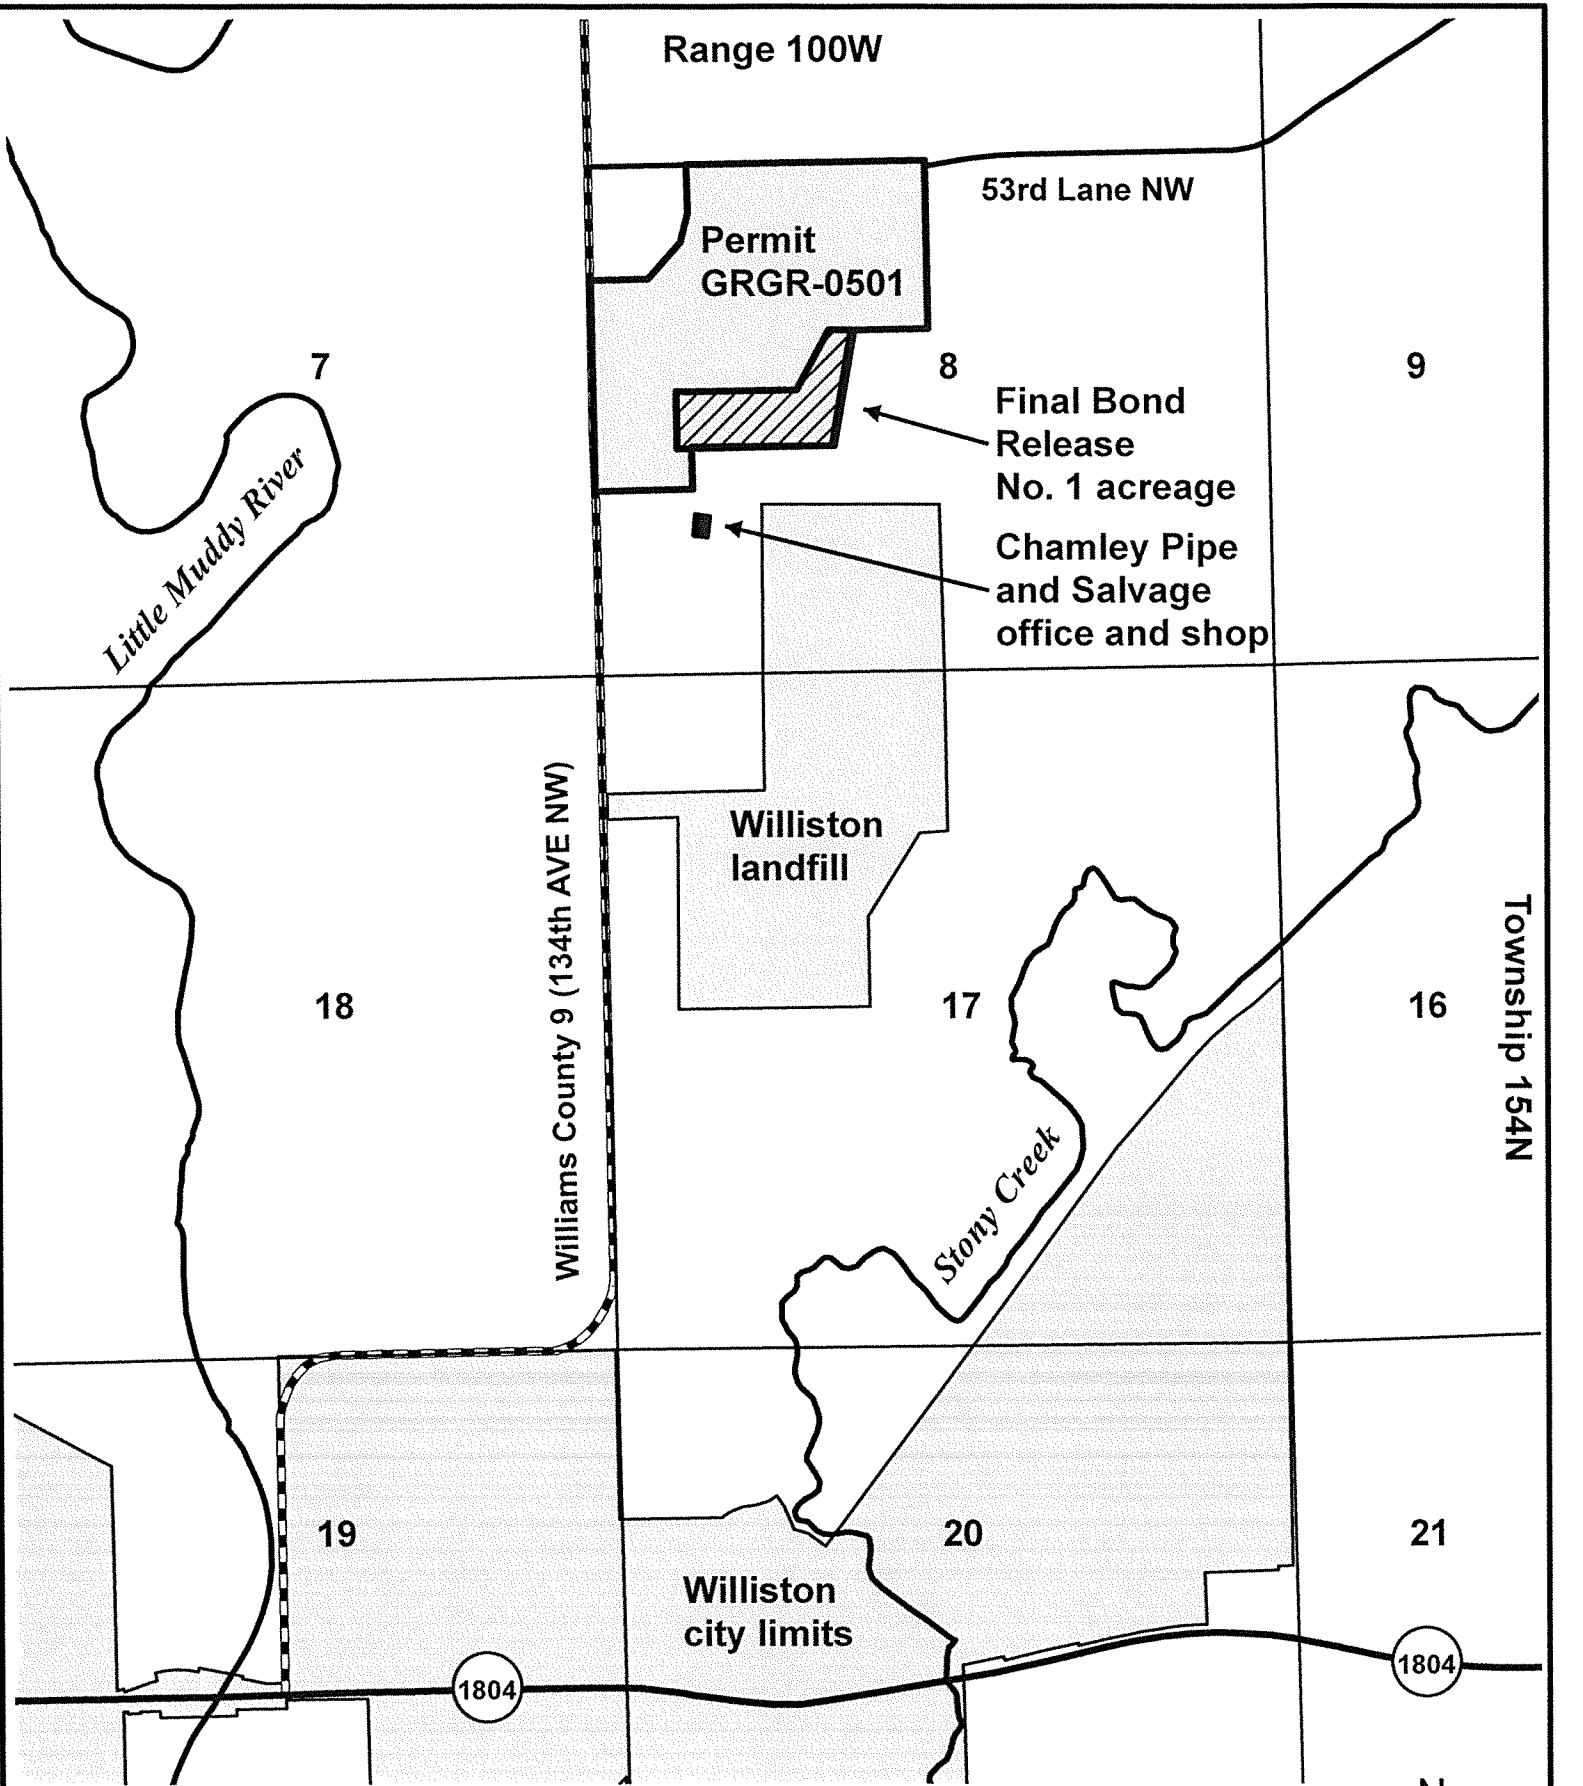 Range 100W
53rd Lane NW
Permit
GRGR-0501
7
8
9
Final Bond
Release
No. 1 acreage
Little Muddy River
Chamley Pipe
and Salvage
office and shop
Williams County 9 (134th AVE NW)
Williston
landfill
Township 154N
18
17
16
Stony Creek
19
20
21
Williston
city limits
1804
1804